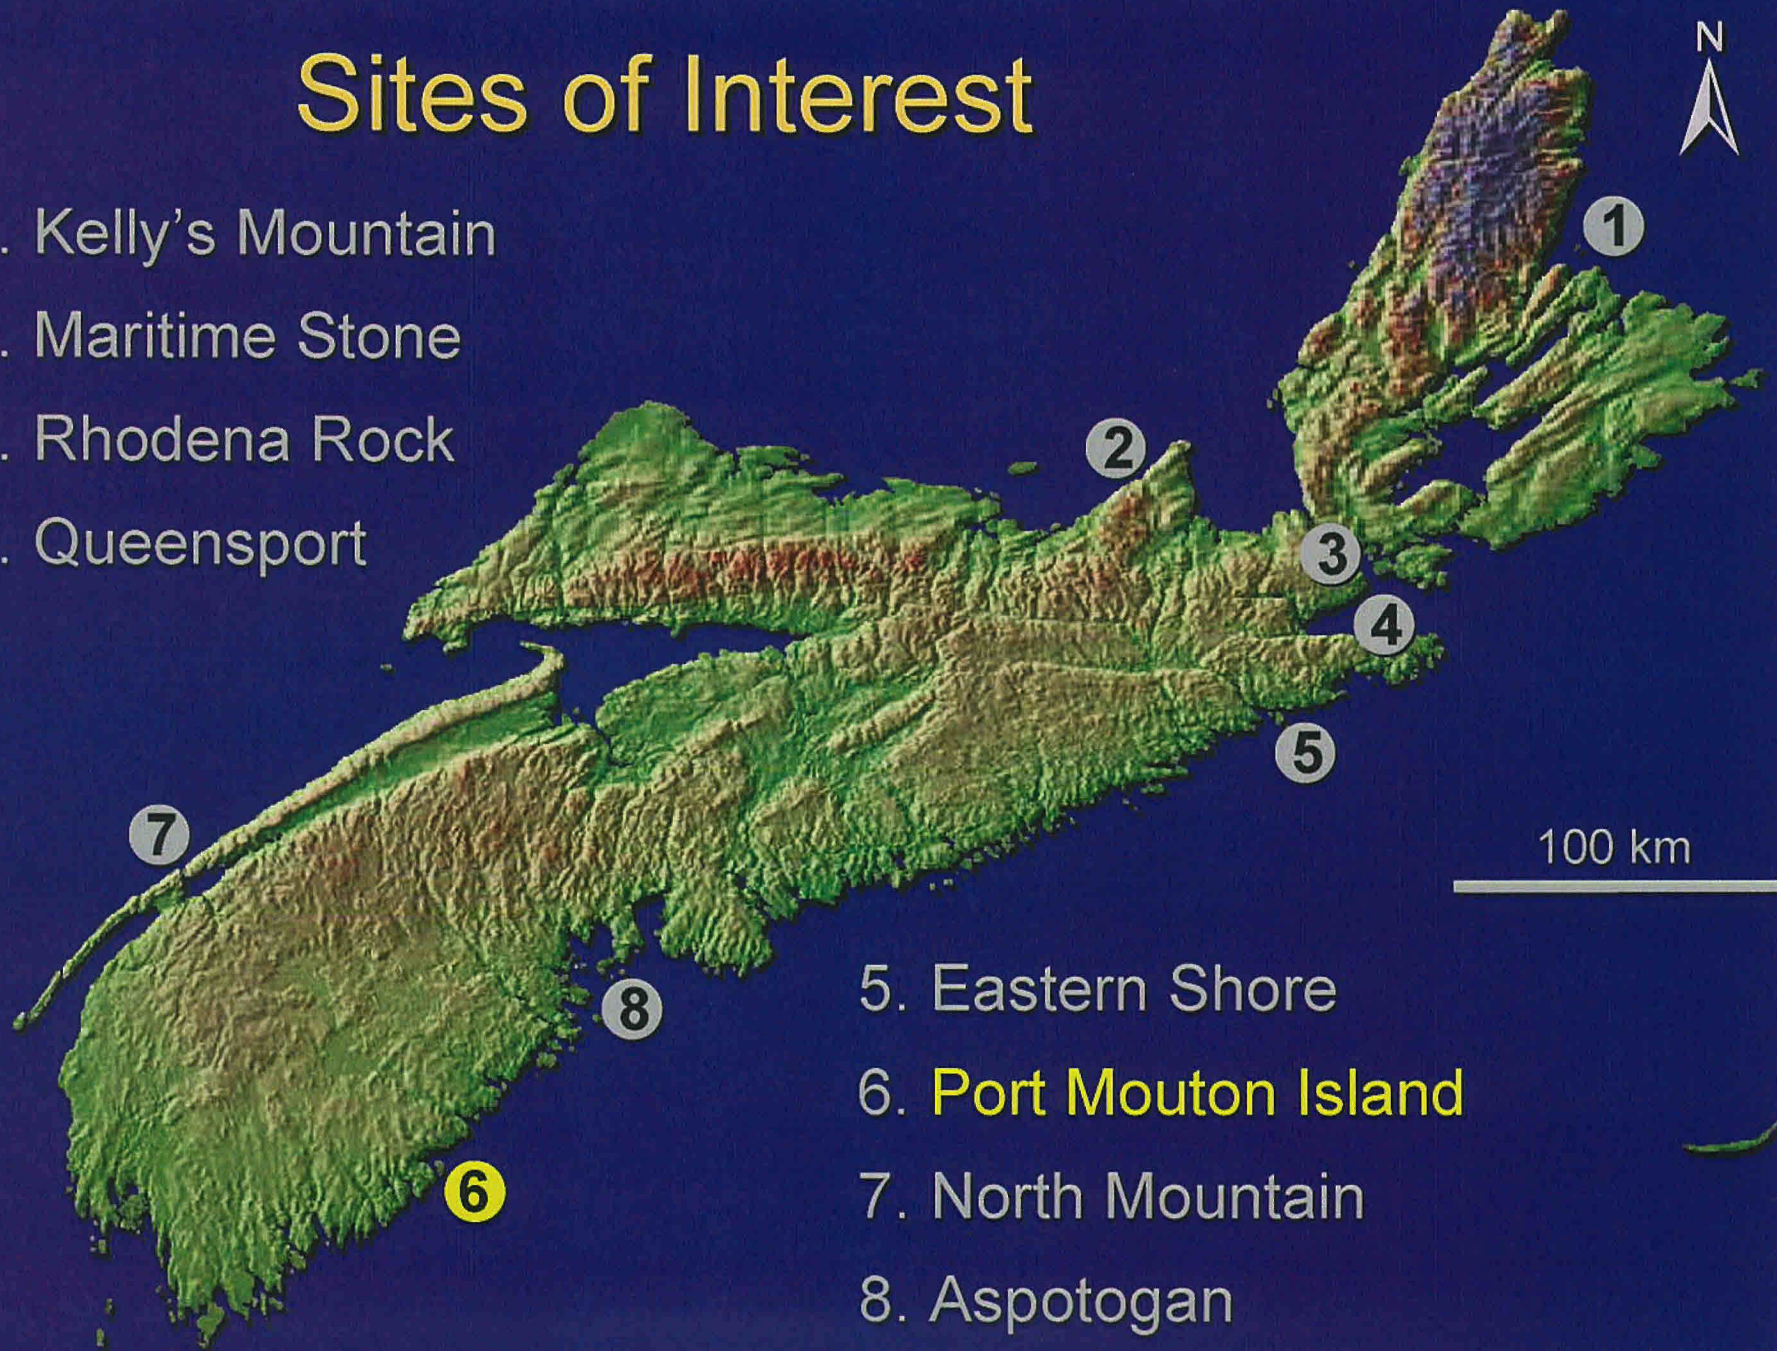 Sites of Interest
N
. Kelly's Mountain
. Maritime Stone
. Rhodena Rock
. Queensport
1
2
3
4
5
7
8
6
100 km
5. Eastern Shore
6. Port Mouton Island
7. North Mountain
8. Aspotogan